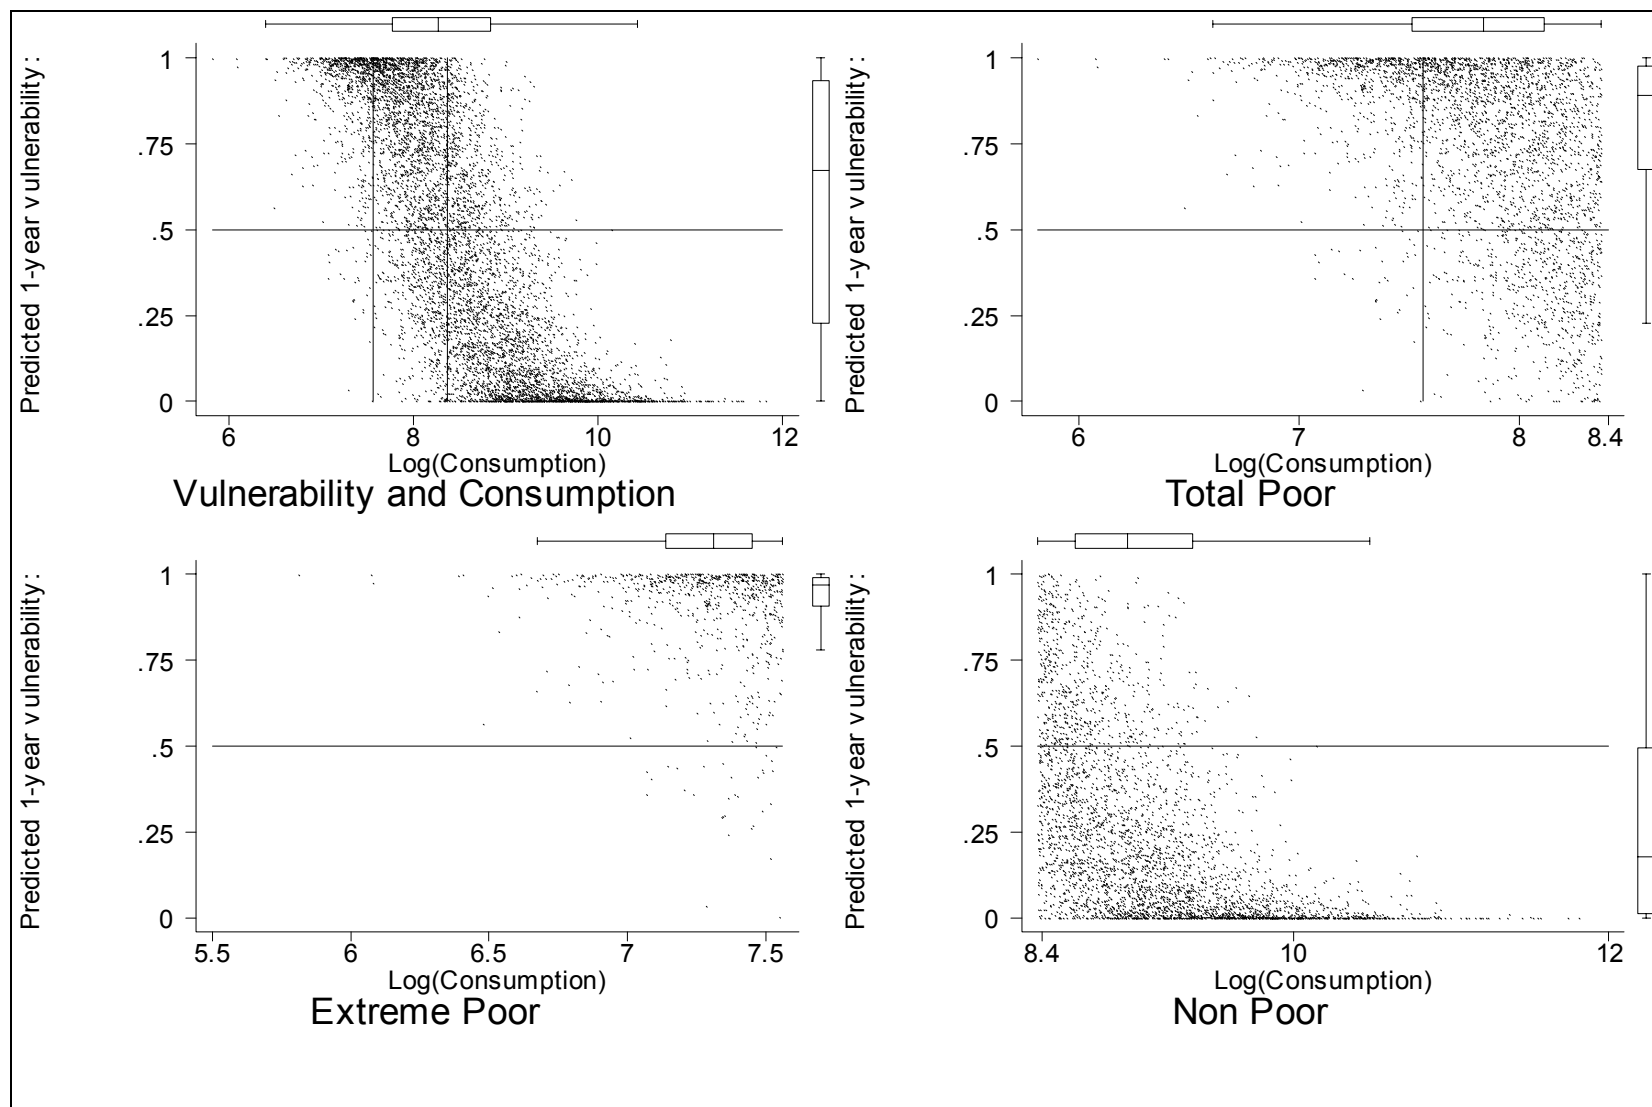 Predicted 1-year vulnerability:
1
.75
.5
.25
0
6 8 10 12
Log(Consumption)
Vulnerability and Consumption
Predicted 1-year vulnerability:
1
.75
.5
.25
0
6 7 8 8.4
Log(Consumption)
Total Poor
Predicted 1-year vulnerability:
1
.75
.5
.25
0
5.5 6 6.5 7 7.5
Log(Consumption)
Extreme Poor
Predicted 1-year vulnerability:
1
.75
.5
.25
0
8.4 10 12
Log(Consumption)
Non Poor